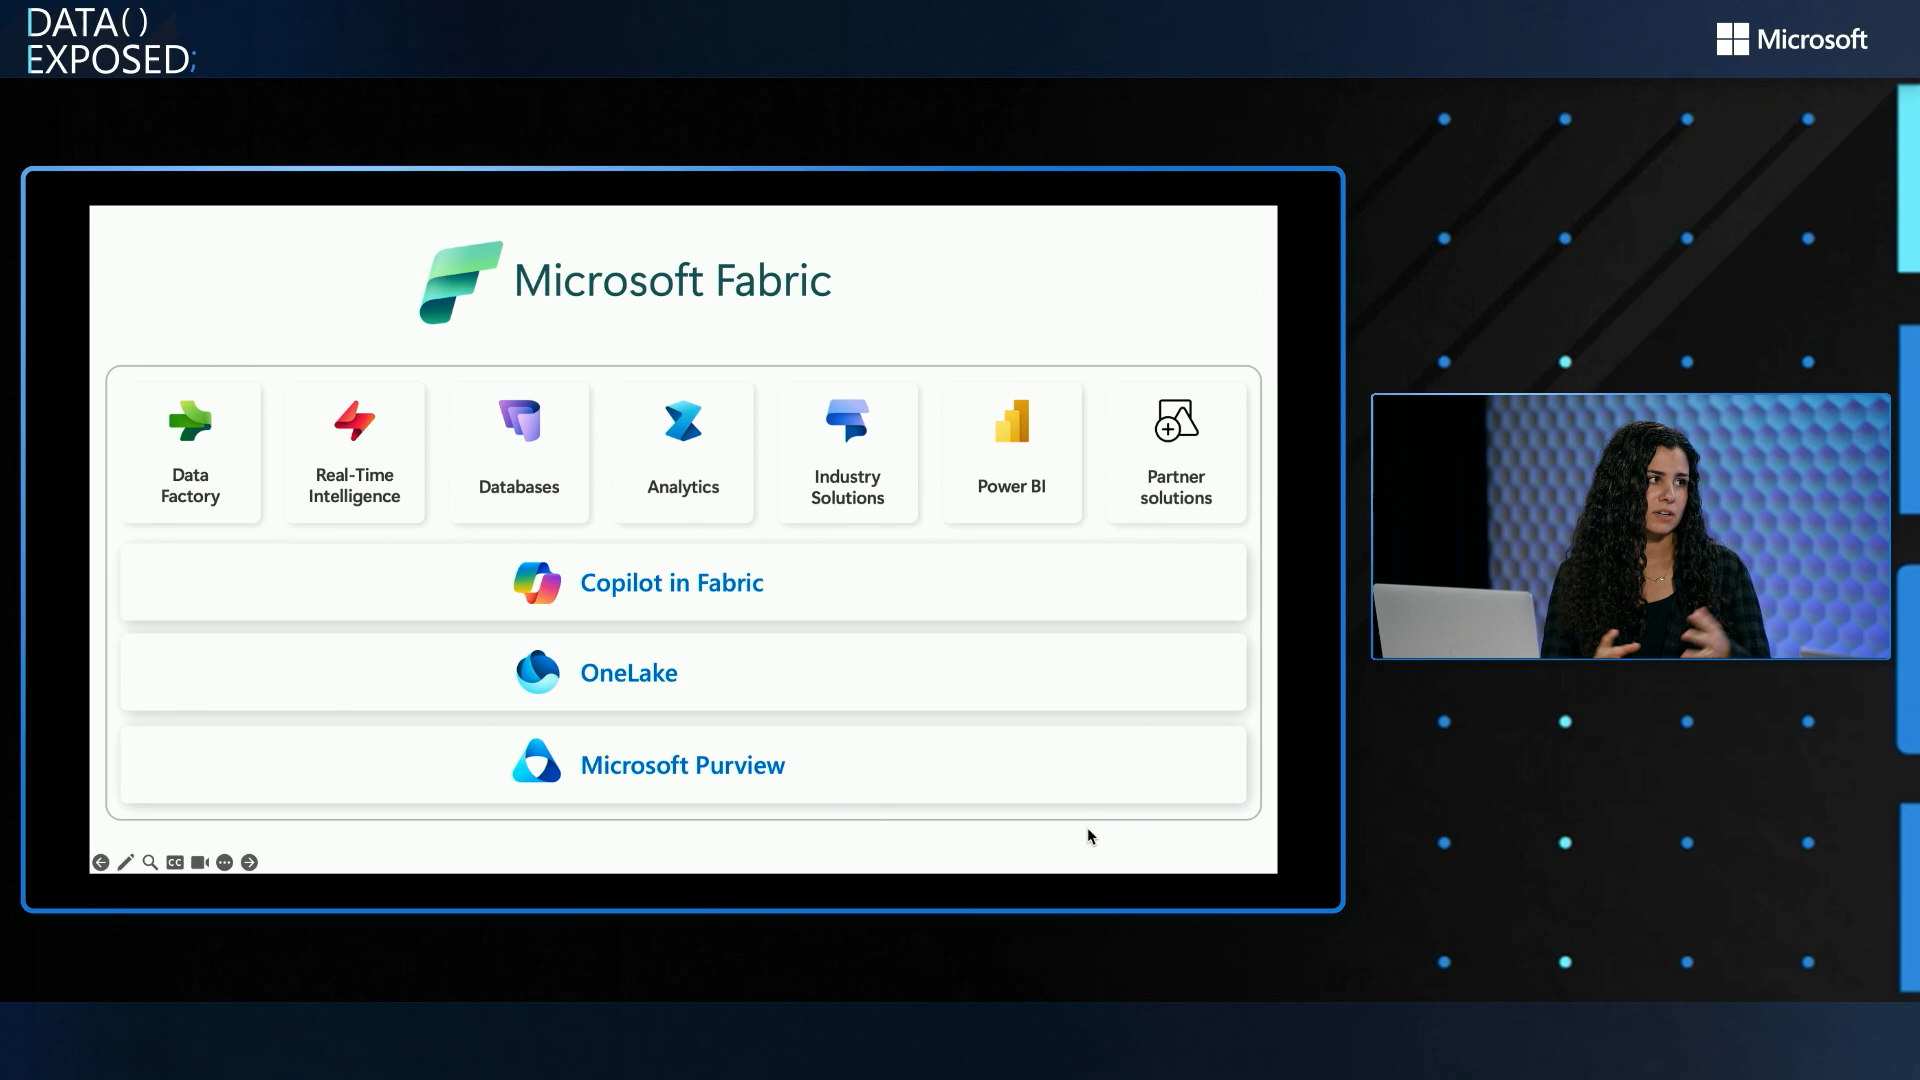 DATA()
EXPOSED;
Microsoft
Microsoft Fabric
Data
Factory
Real-Time
Intelligence
Databases
Analytics
Industry
Solutions
Power BI
Partner
solutions
Copilot in Fabric
OneLake
Microsoft Purview
CC